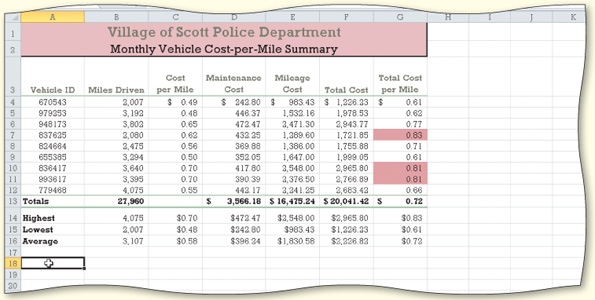 A B C D E F G H I J K
1 Village of Scott Police Department
2 Monthly Vehicle Cost-per-Mile Summary
Cost Maintenance Mileage Total Cost
3 Vehicle ID Miles Driven per Mile Cost Cost Total Cost per Mile
4 670543 2,007 $ 0.49 $ 242.80 $ 983.43 $ 1,226.23 $ 0.61
5 979253 3,192 0.48 446.37 1,532.16 1,978.53 0.62
6 948173 3,802 0.65 472.47 2,471.30 2,943.77 0.77
7 837625 2,080 0.62 432.25 1,289.60 1,721.85 0.83
8 824664 2,475 0.56 369.88 1,386.00 1,755.88 0.71
9 655385 3,294 0.50 352.05 1,647.00 1,999.05 0.61
10 836417 3,640 0.70 417.80 2,548.00 2,965.80 0.81
11 993617 3,395 0.70 390.39 2,376.50 2,766.89 0.81
12 779468 4,075 0.55 442.17 2,241.25 2,683.42 0.66
13 Totals 27,960 $ 3,566.18 $ 16,475.24 $ 20,041.42 $ 0.72
14 Highest 4,075 $0.70 $472.47 $2,548.00 $2,965.80 $0.83
15 Lowest 2,007 $0.48 $242.80 $983.43 $1,226.23 $0.61
16 Average 3,107 $0.58 $396.24 $1,830.58 $2,226.82 $0.72
17
18
19
20